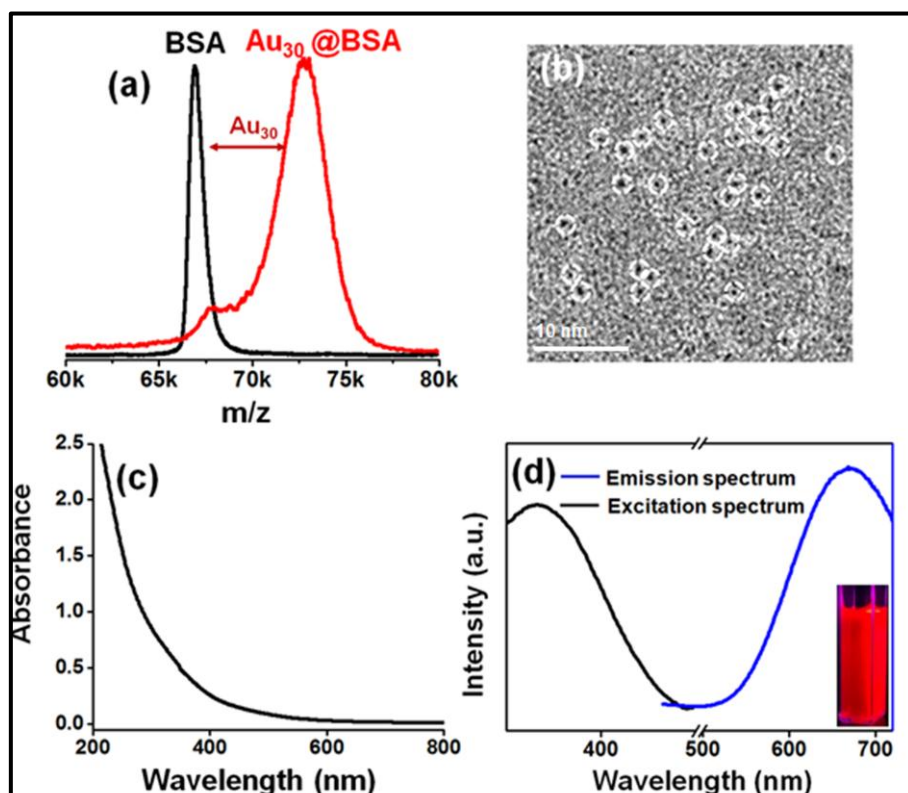 BSA Au30 @BSA
(a)
Au30
60k 65k 70k 75k 80k
m/z
(b)
10 nm
2.5
2.0
1.5
1.0
0.5
0.0
Absorbance
(c)
200 400 600 800
Wavelength (nm)
(d)
Emission spectrum
Excitation spectrum
Intensity (a.u.)
400 500 600 700
Wavelength (nm)